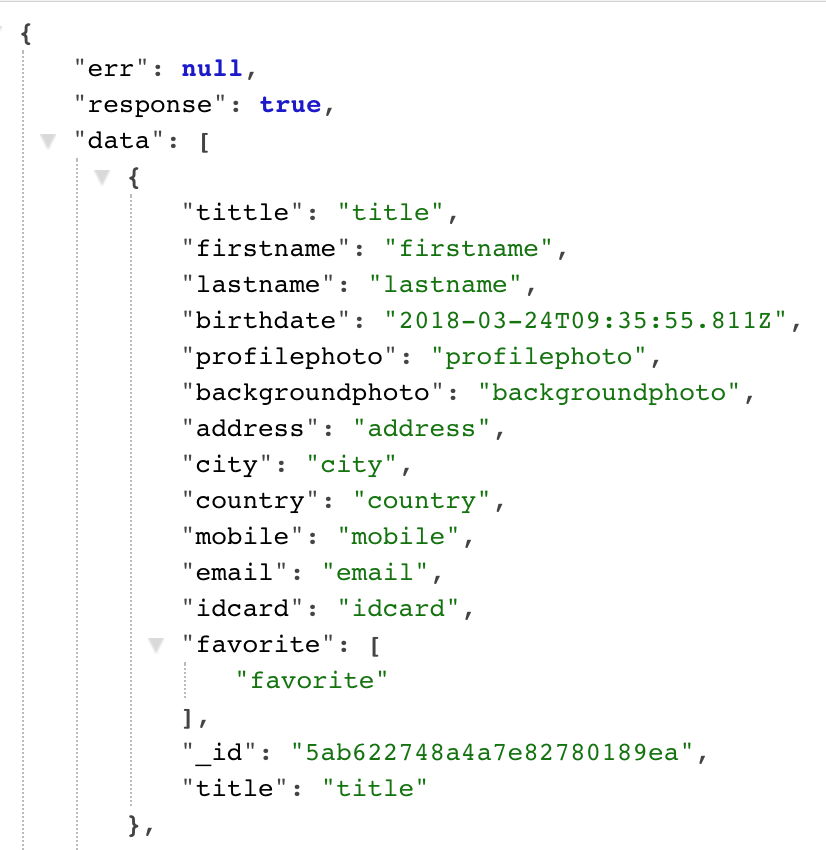 {
"err": null,
"response": true,
"data": [
{
"tittle": "title",
"firstname": "firstname",
"lastname": "lastname",
"birthdate": "2018-03-24T09:35:55.811Z",
"profilephoto": "profilephoto",
"backgroundphoto": "backgroundphoto",
"address": "address",
"city": "city",
"country": "country",
"mobile": "mobile",
"email": "email",
"idcard": "idcard",
"favorite": [
"favorite"
],
"_id": "5ab622748a4a7e82780189ea",
"title": "title"
},